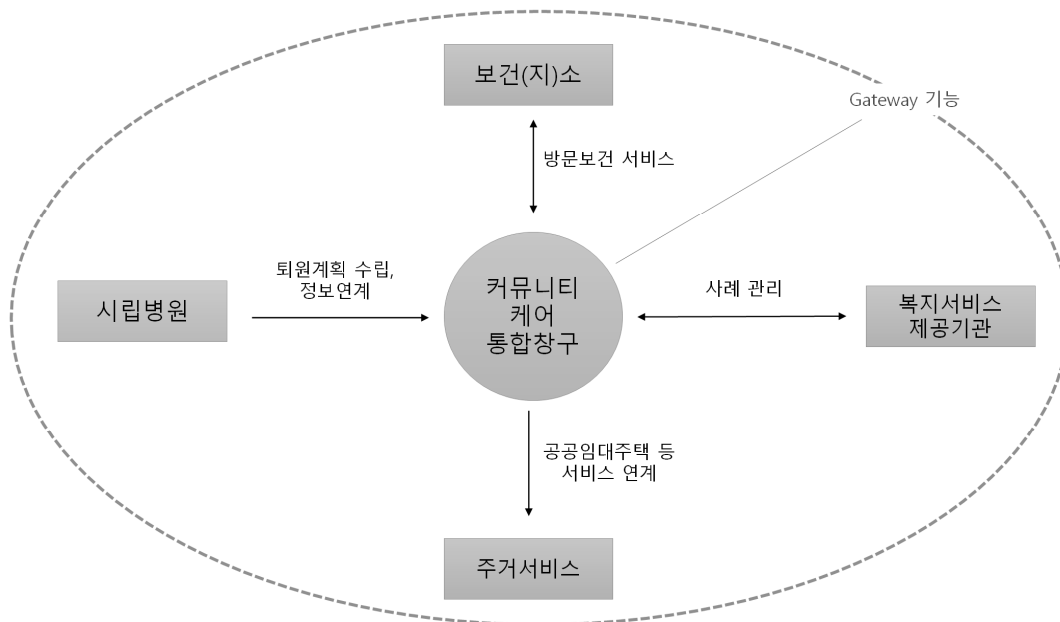 보건(지)소
Gateway 기능
방문보건 서비스
퇴원계획 수립,
정보연계
시립병원
커뮤니티
케어
통합창구
사례 관리
복지서비스
제공기관
공공임대주택 등
서비스 연계
주거서비스